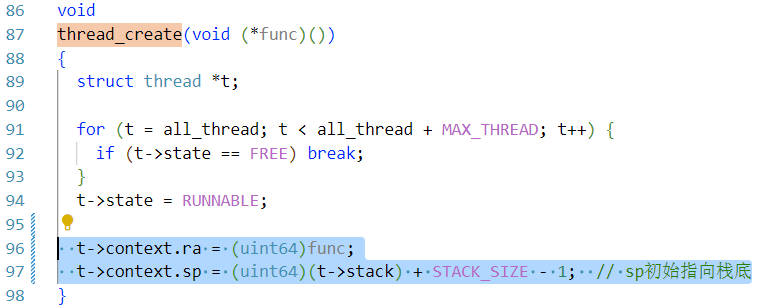 86 void
87 thread_create(void (*func)())
88 {
89   struct thread *t;
90
91   for (t = all_thread; t < all_thread + MAX_THREAD; t++) {
92     if (t->state == FREE) break;
93   }
94   t->state = RUNNABLE;
95
96   t->context.ra = (uint64)func;
97   t->context.sp = (uint64)(t->stack) + STACK_SIZE - 1;  // sp初始指向栈底
98 }